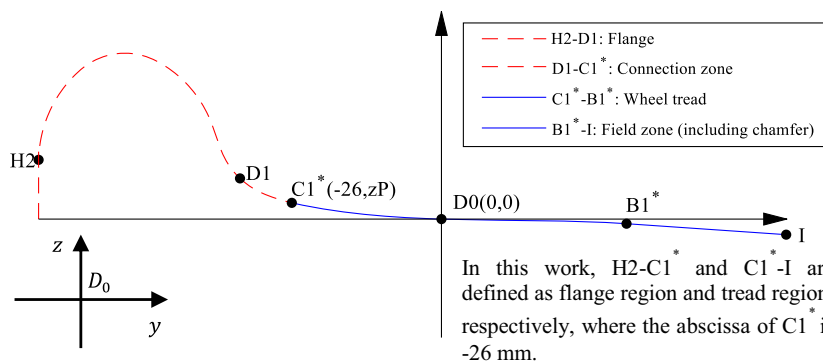 H2-D1: Flange
D1-C1*: Connection zone
C1*-B1*: Wheel tread
B1*-I: Field zone (including chamfer)
H2
D1
C1*(-26,zP)
D0(0,0)
B1*
I
z
D₀
y
In this work, H2-C1* and C1*-I ar
defined as flange region and tread region
respectively, where the abscissa of C1* i
-26 mm.